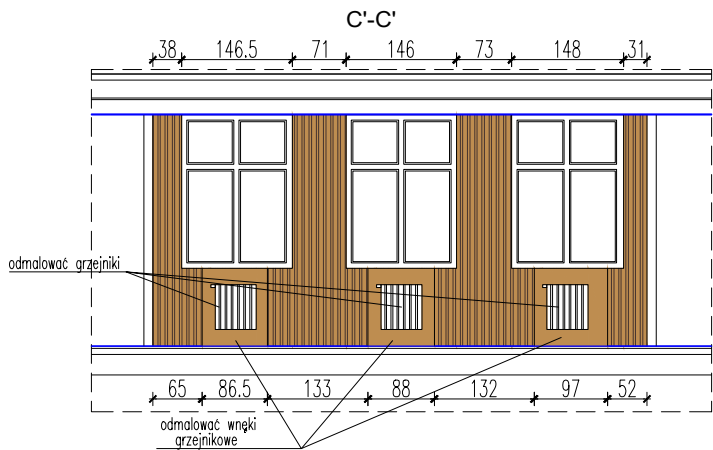 C'-C'
38 146.5 71 146 73 148 31
odmalować grzejniki
65 86.5 133 88 132 97 52
odmalować wnęki
grzejnikowe